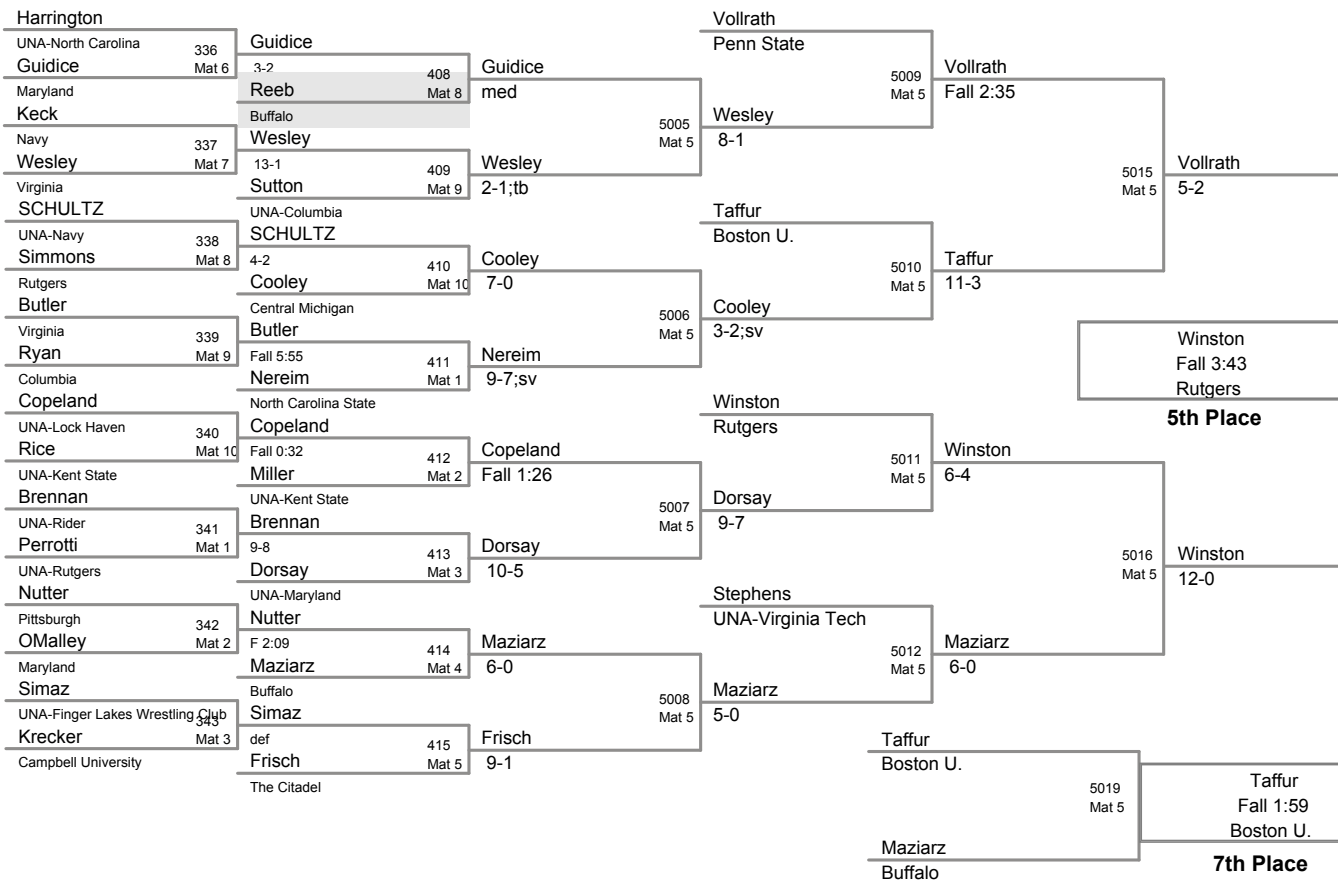 Harrington
UNA-North Carolina
336
Guidice
Mat 6
Maryland
Keck
Navy
337
Wesley
Mat 7
Virginia
SCHULTZ
UNA-Navy
338
Simmons
Mat 8
Rutgers
Butler
Virginia
339
Ryan
Mat 9
Columbia
Copeland
UNA-Lock Haven
340
Rice
Mat 10
UNA-Kent State
Brennan
UNA-Rider
341
Perrotti
Mat 1
UNA-Rutgers
Nutter
Pittsburgh
342
OMalley
Mat 2
Maryland
Simaz
UNA-Finger Lakes Wrestling Club
343
Krecker
Mat 3
Campbell University
Guidice
3-2
408
Reeb
Mat 8
Buffalo
Wesley
13-1
409
Sutton
Mat 9
UNA-Columbia
SCHULTZ
4-2
410
Cooley
Mat 10
Central Michigan
Butler
Fall 5:55
411
Nereim
Mat 1
North Carolina State
Copeland
Fall 0:32
412
Miller
Mat 2
UNA-Kent State
Brennan
9-8
413
Dorsay
Mat 3
UNA-Maryland
Nutter
F 2:09
414
Maziarz
Mat 4
Buffalo
Simaz
def
415
Frisch
Mat 5
The Citadel
Guidice
med
5005
Mat 5
Wesley
2-1;tb
Cooley
7-0
5006
Mat 5
Nereim
9-7;sv
Copeland
Fall 1:26
5007
Mat 5
Dorsay
10-5
Maziarz
6-0
5008
Mat 5
Frisch
9-1
Vollrath
Penn State
5009
Mat 5
Wesley
8-1
Taffur
Boston U.
5010
Mat 5
Cooley
3-2;sv
Winston
Rutgers
5011
Mat 5
Dorsay
9-7
Stephens
UNA-Virginia Tech
5012
Mat 5
Maziarz
5-0
Vollrath
Fall 2:35
5015
Mat 5
Taffur
11-3
Winston
6-4
5016
Mat 5
Maziarz
6-0
Vollrath
5-2
Winston
Fall 3:43
Rutgers
5th Place
Winston
12-0
Taffur
Boston U.
5019
Mat 5
Maziarz
Buffalo
Taffur
Fall 1:59
Boston U.
7th Place